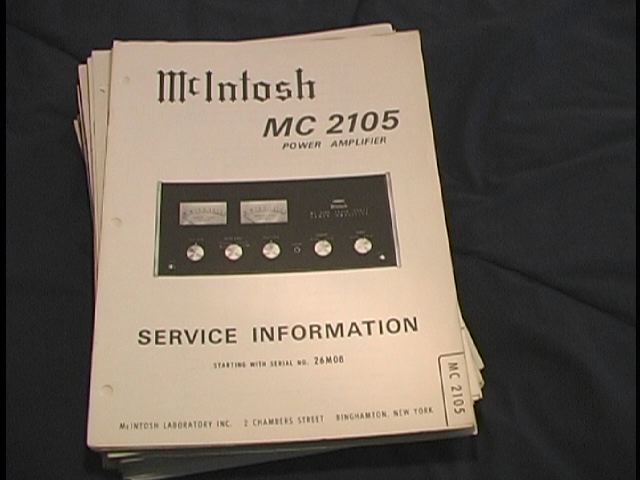 McIntosh
MC 2105
POWER AMPLIFIER
SERVICE INFORMATION
STARTING WITH SERIAL NO. 26M08
MC 2105
McINTOSH LABORATORY INC. 2 CHAMBERS STREET BINGHAMTON, NEW YORK